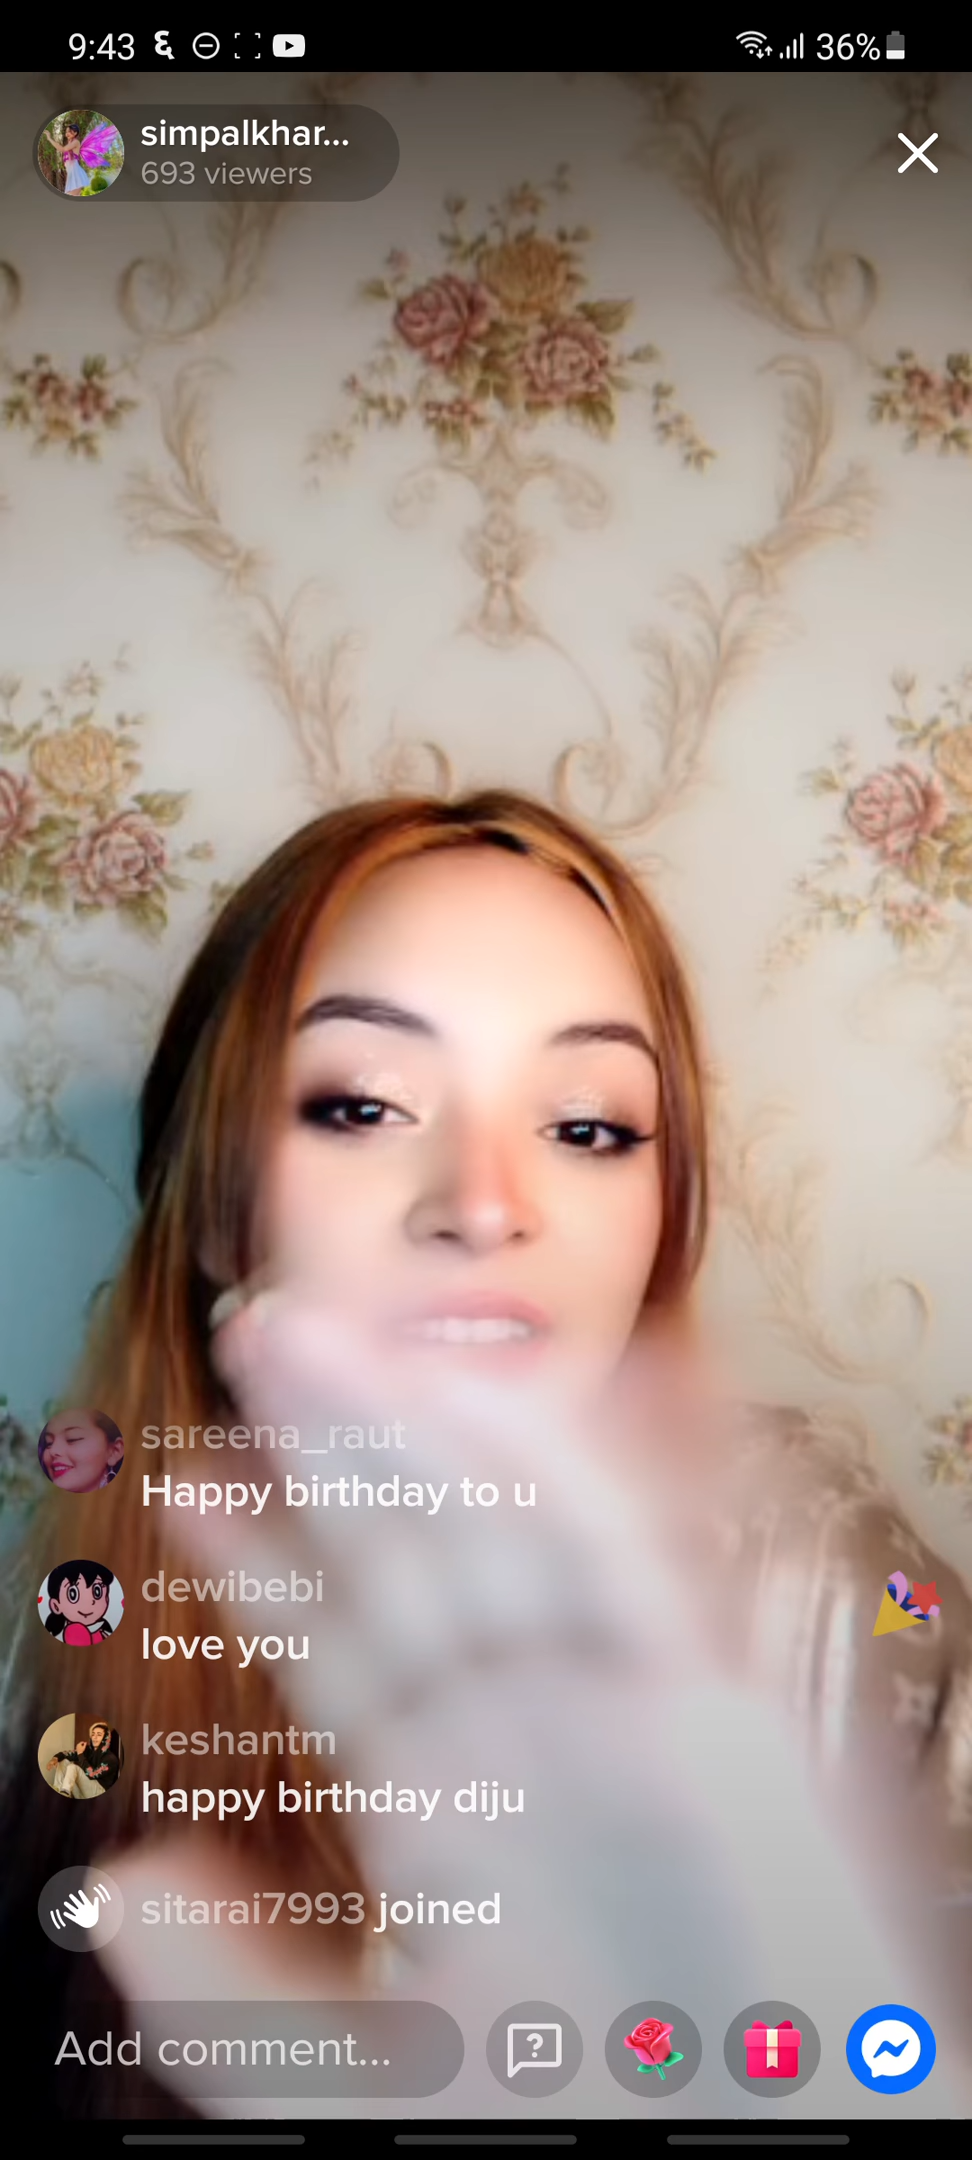 9:43
36%
simpalkhar...
693 viewers
sareena_raut
Happy birthday to u
dewibebi
love you
keshantm
happy birthday diju
sitarai7993 joined
Add comment...